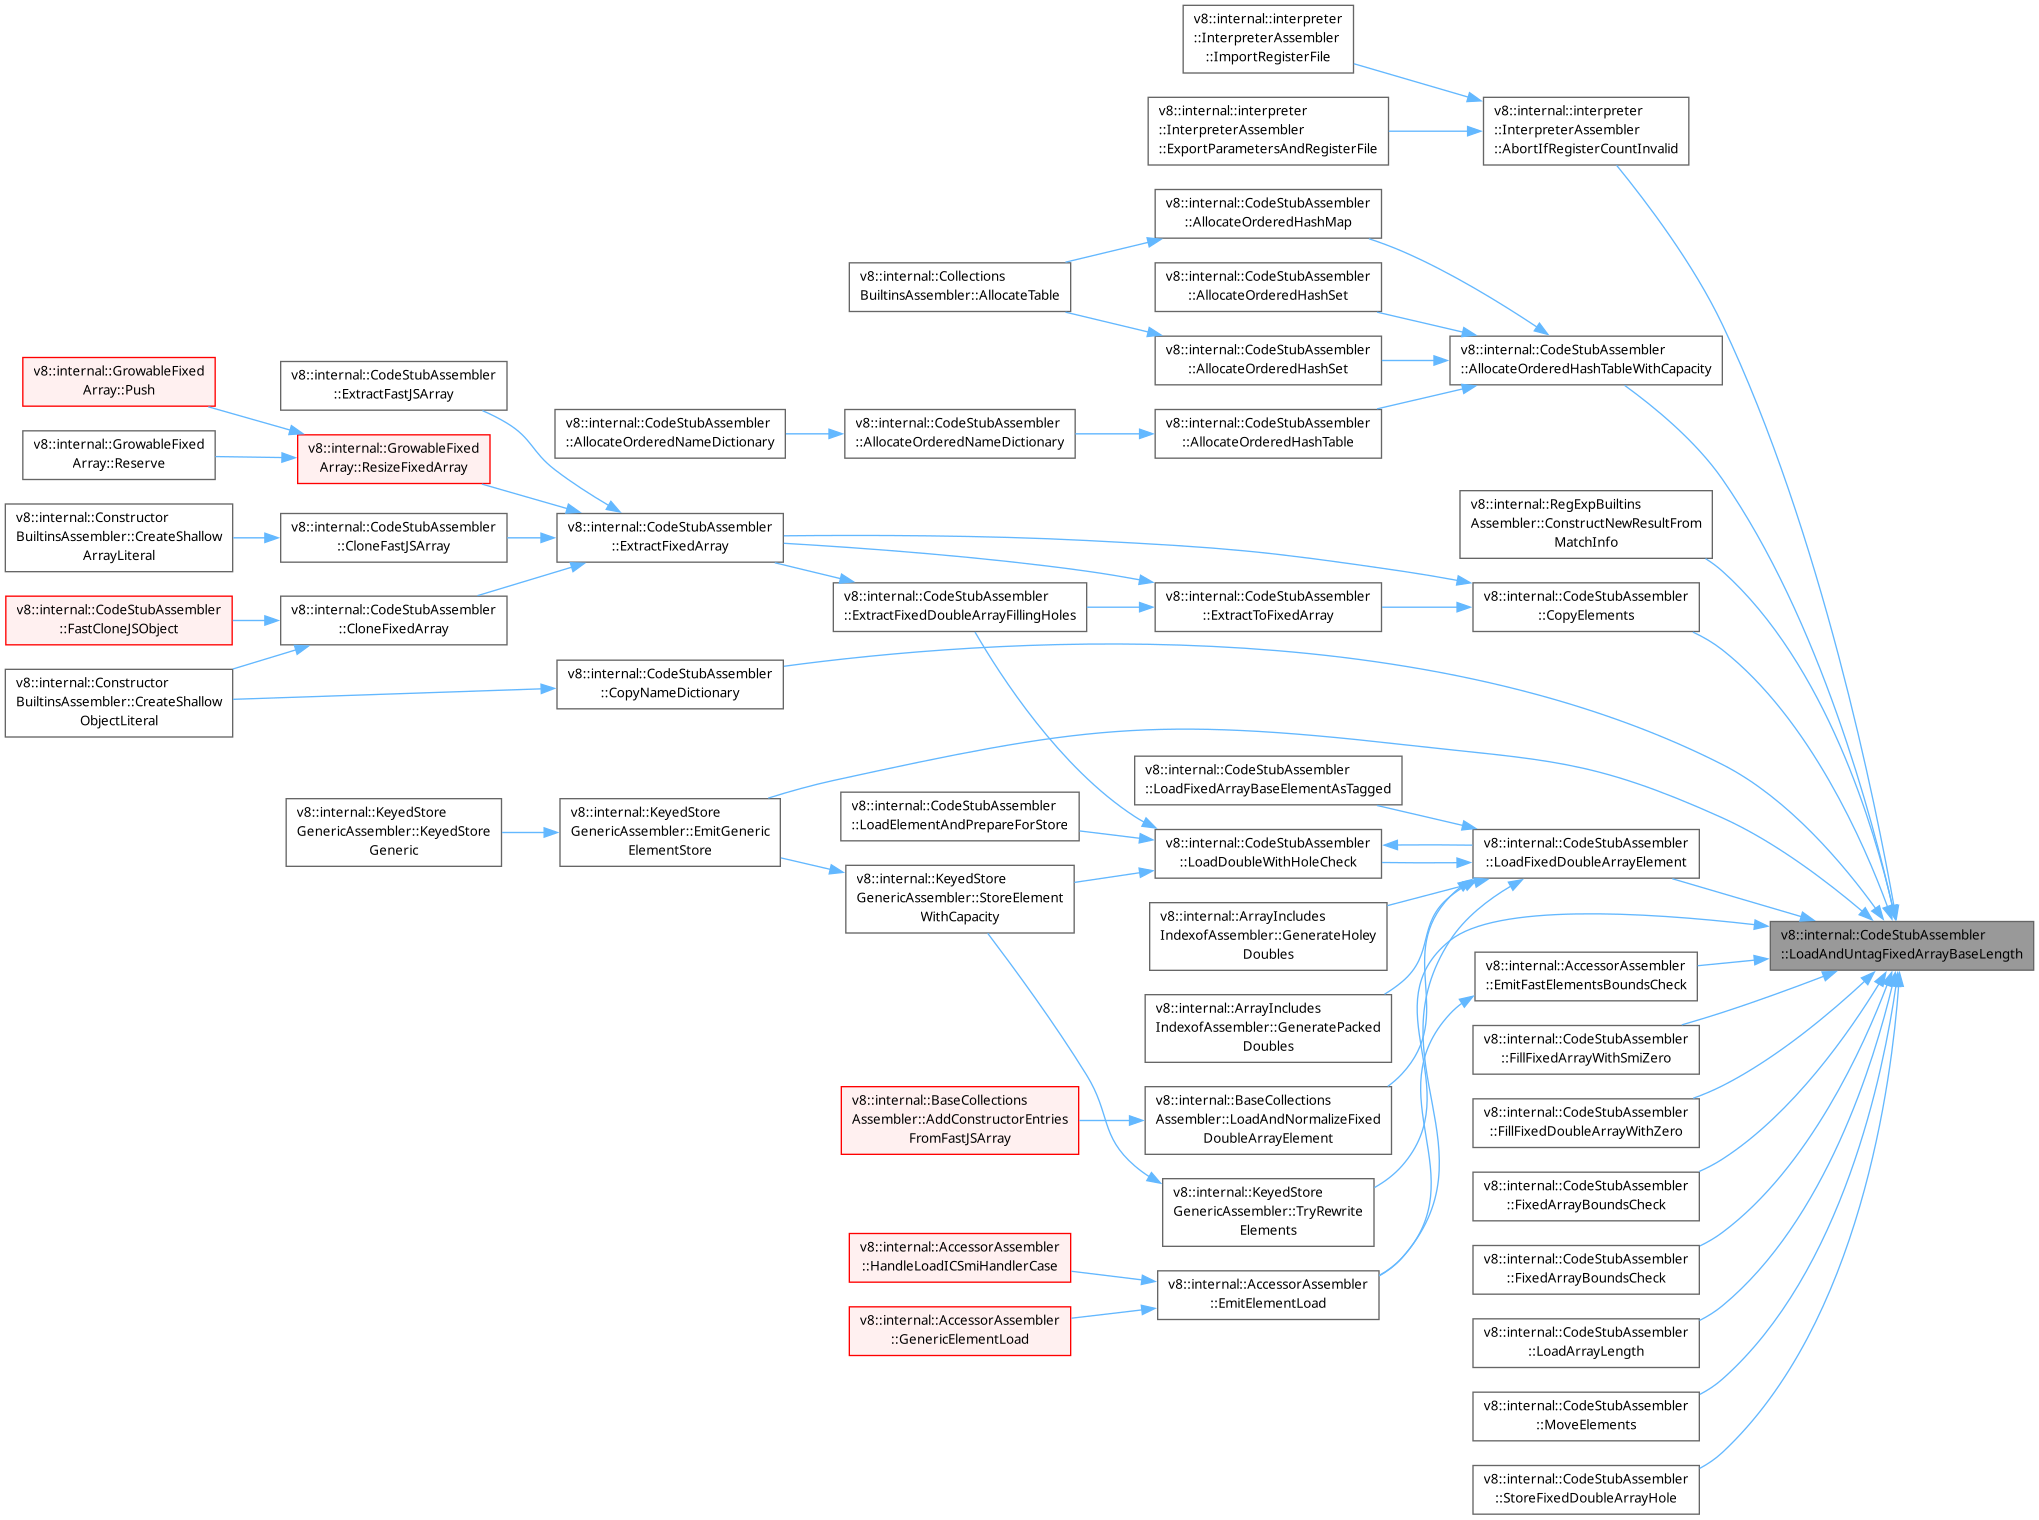 v8::internal::interpreter
::InterpreterAssembler
::ImportRegisterFile
v8::internal::interpreter
::InterpreterAssembler
::ExportParametersAndRegisterFile
v8::internal::interpreter
::InterpreterAssembler
::AbortIfRegisterCountInvalid
v8::internal::CodeStubAssembler
::AllocateOrderedHashMap
v8::internal::Collections
BuiltinsAssembler::AllocateTable
v8::internal::CodeStubAssembler
::AllocateOrderedHashSet
v8::internal::CodeStubAssembler
::AllocateOrderedHashSet
v8::internal::CodeStubAssembler
::AllocateOrderedHashTableWithCapacity
v8::internal::GrowableFixed
Array::Push
v8::internal::CodeStubAssembler
::ExtractFastJSArray
v8::internal::CodeStubAssembler
::AllocateOrderedNameDictionary
v8::internal::CodeStubAssembler
::AllocateOrderedNameDictionary
v8::internal::CodeStubAssembler
::AllocateOrderedHashTable
v8::internal::GrowableFixed
Array::Reserve
v8::internal::GrowableFixed
Array::ResizeFixedArray
v8::internal::RegExpBuiltins
Assembler::ConstructNewResultFrom
MatchInfo
v8::internal::Constructor
BuiltinsAssembler::CreateShallow
ArrayLiteral
v8::internal::CodeStubAssembler
::CloneFastJSArray
v8::internal::CodeStubAssembler
::ExtractFixedArray
v8::internal::CodeStubAssembler
::FastCloneJSObject
v8::internal::CodeStubAssembler
::CloneFixedArray
v8::internal::CodeStubAssembler
::ExtractFixedDoubleArrayFillingHoles
v8::internal::CodeStubAssembler
::ExtractToFixedArray
v8::internal::CodeStubAssembler
::CopyElements
v8::internal::Constructor
BuiltinsAssembler::CreateShallow
ObjectLiteral
v8::internal::CodeStubAssembler
::CopyNameDictionary
v8::internal::CodeStubAssembler
::LoadFixedArrayBaseElementAsTagged
v8::internal::KeyedStore
GenericAssembler::KeyedStore
Generic
v8::internal::KeyedStore
GenericAssembler::EmitGeneric
ElementStore
v8::internal::CodeStubAssembler
::LoadElementAndPrepareForStore
v8::internal::CodeStubAssembler
::LoadDoubleWithHoleCheck
v8::internal::CodeStubAssembler
::LoadFixedDoubleArrayElement
v8::internal::KeyedStore
GenericAssembler::StoreElement
WithCapacity
v8::internal::ArrayIncludes
IndexofAssembler::GenerateHoley
Doubles
v8::internal::CodeStubAssembler
::LoadAndUntagFixedArrayBaseLength
v8::internal::AccessorAssembler
::EmitFastElementsBoundsCheck
v8::internal::ArrayIncludes
IndexofAssembler::GeneratePacked
Doubles
v8::internal::CodeStubAssembler
::FillFixedArrayWithSmiZero
v8::internal::BaseCollections
Assembler::AddConstructorEntries
FromFastJSArray
v8::internal::BaseCollections
Assembler::LoadAndNormalizeFixed
DoubleArrayElement
v8::internal::CodeStubAssembler
::FillFixedDoubleArrayWithZero
v8::internal::KeyedStore
GenericAssembler::TryRewrite
Elements
v8::internal::CodeStubAssembler
::FixedArrayBoundsCheck
v8::internal::AccessorAssembler
::HandleLoadICSmiHandlerCase
v8::internal::CodeStubAssembler
::FixedArrayBoundsCheck
v8::internal::AccessorAssembler
::EmitElementLoad
v8::internal::AccessorAssembler
::GenericElementLoad
v8::internal::CodeStubAssembler
::LoadArrayLength
v8::internal::CodeStubAssembler
::MoveElements
v8::internal::CodeStubAssembler
::StoreFixedDoubleArrayHole